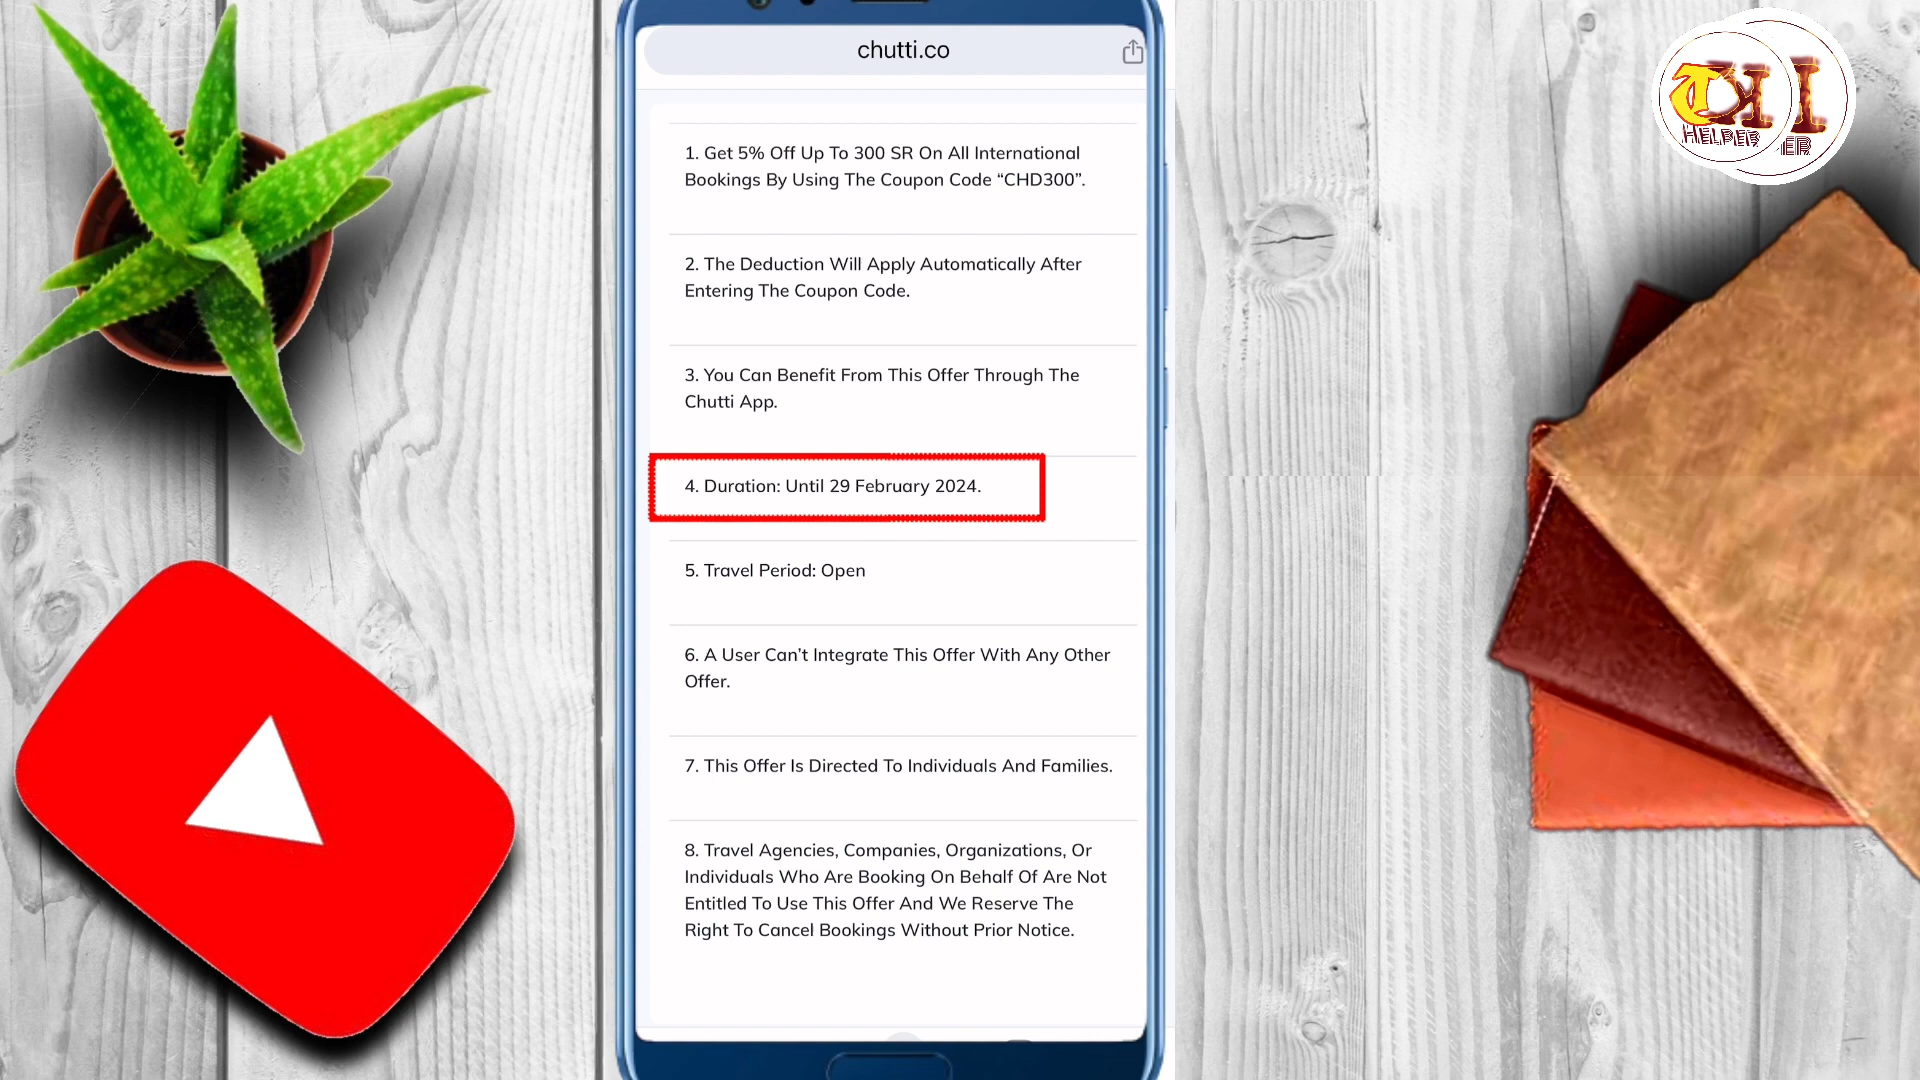 chutti.co
1. Get 5% Off Up To 300 SR On All International
Bookings By Using The Coupon Code “CHD300”.
2. The Deduction Will Apply Automatically After
Entering The Coupon Code.
3. You Can Benefit From This Offer Through The
Chutti App.
4. Duration: Until 29 February 2024.
5. Travel Period: Open
6. A User Can’t Integrate This Offer With Any Other
Offer.
7. This Offer Is Directed To Individuals And Families.
8. Travel Agencies, Companies, Organizations, Or
Individuals Who Are Booking On Behalf Of Are Not
Entitled To Use This Offer And We Reserve The
Right To Cancel Bookings Without Prior Notice.
HELPER